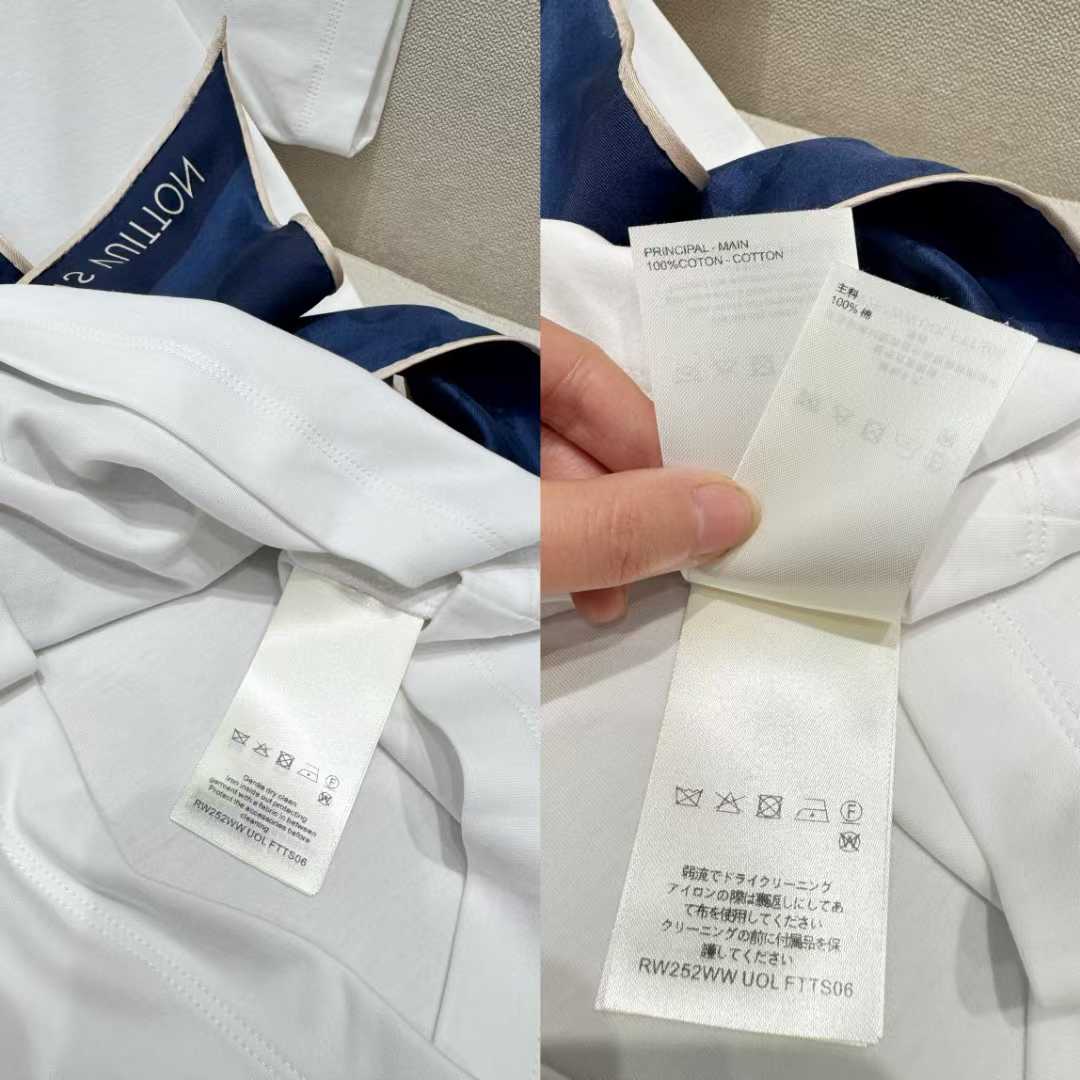 VUITTON
Gentle dry clean
Iron inside out protecting
garment with a fabric in between
Protect the accessories before
cleaning
RW252WW UOL FTTS06
PRINCIPAL - MAIN
100%COTON - COTTON
主料
100% 棉
F
W
弱流でドライクリーニング
アイロンの際は裏返しにしてあ
て布を使用してください
クリーニングの前に付属品を保
護してください
RW252WW UOL FTTS06